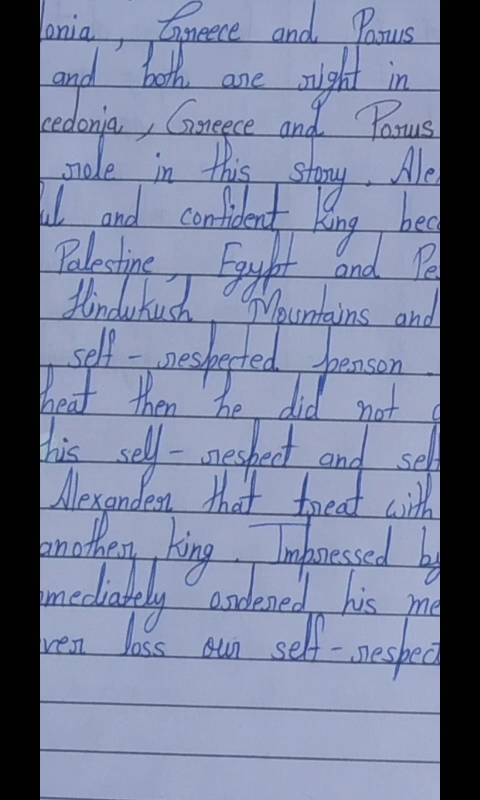 onia, Greece and Porus
and both are right in
cedonia, Greece and Porus
role in this story. Ale
ul and confident king bec
Palestine, Egypt and Pe
Hindukush Mountains and
self-respected person.
heat then he did not
his self-respect and sel
Alexander that treat with
another king. Impressed by
mmediately ordered his me
ver loss our self-respect